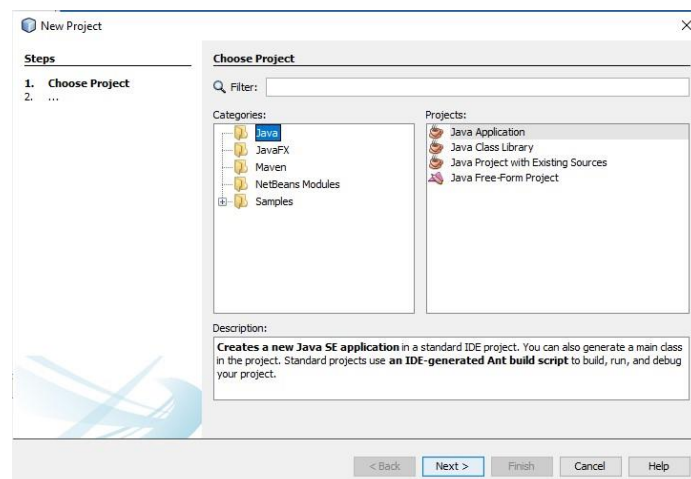 New Project
Steps
1. Choose Project
2. ...
Choose Project
Filter:
Categories:
Java
JavaFX
Maven
NetBeans Modules
Samples
Projects:
Java Application
Java Class Library
Java Project with Existing Sources
Java Free-Form Project
Description:
Creates a new Java SE application in a standard IDE project. You can also generate a main class
in the project. Standard projects use an IDE-generated Ant build script to build, run, and debug
your project.
< Back
Next >
Finish
Cancel
Help